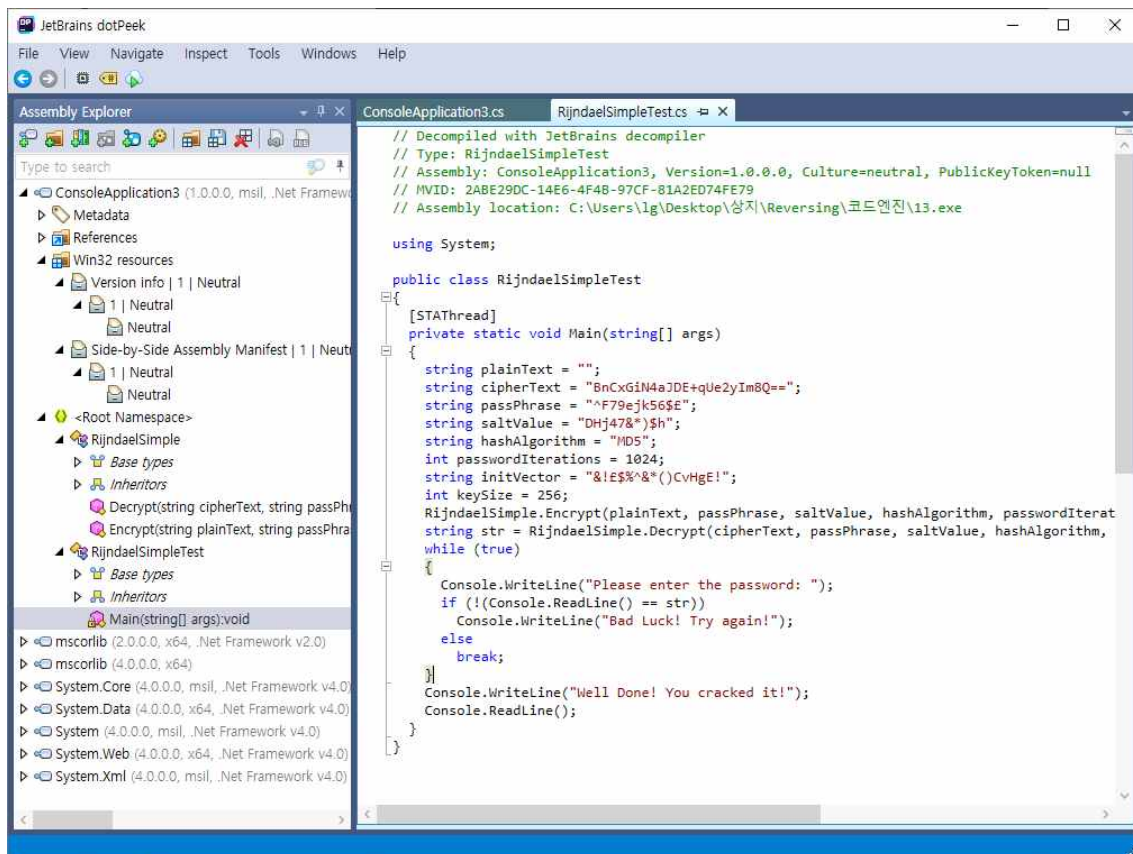 JetBrains dotPeek
File View Navigate Inspect Tools Windows Help
Assembly Explorer
Type to search
ConsoleApplication3 (1.0.0.0, msil, .Net Framewo
Metadata
References
Win32 resources
Version info | 1 | Neutral
1 | Neutral
Neutral
Side-by-Side Assembly Manifest | 1 | Neut
1 | Neutral
Neutral
<Root Namespace>
RijndaelSimple
Base types
Inheritors
Decrypt(string cipherText, string passPh
Encrypt(string plainText, string passPhra
RijndaelSimpleTest
Base types
Inheritors
Main(string[] args):void
mscorlib (2.0.0.0, x64, .Net Framework v2.0)
mscorlib (4.0.0.0, x64)
System.Core (4.0.0.0, msil, .Net Framework v4.0)
System.Data (4.0.0.0, x64, .Net Framework v4.0)
System (4.0.0.0, msil, .Net Framework v4.0)
System.Web (4.0.0.0, x64, .Net Framework v4.0)
System.Xml (4.0.0.0, msil, .Net Framework v4.0)
ConsoleApplication3.cs RijndaelSimpleTest.cs
// Decompiled with JetBrains decompiler
// Type: RijndaelSimpleTest
// Assembly: ConsoleApplication3, Version=1.0.0.0, Culture=neutral, PublicKeyToken=null
// MVID: 2ABE29DC-14E6-4F4B-97CF-81A2ED74FE79
// Assembly location: C:\Users\lg\Desktop\상지\Reversing\코드엔진\13.exe
using System;
public class RijndaelSimpleTest
{
[STAThread]
private static void Main(string[] args)
{
string plainText = "";
string cipherText = "BnCxGiN4aJDE+qUe2yIm8Q==";
string passPhrase = "^F79ejk56$£";
string saltValue = "DHj47&*)$h";
string hashAlgorithm = "MD5";
int passwordIterations = 1024;
string initVector = "&!£$%^&*()CvHgE!";
int keySize = 256;
RijndaelSimple.Encrypt(plainText, passPhrase, saltValue, hashAlgorithm, passwordIterat
string str = RijndaelSimple.Decrypt(cipherText, passPhrase, saltValue, hashAlgorithm,
while (true)
{
Console.WriteLine("Please enter the password: ");
if (!(Console.ReadLine() == str))
Console.WriteLine("Bad Luck! Try again!");
else
break;
}
Console.WriteLine("Well Done! You cracked it!");
Console.ReadLine();
}
}